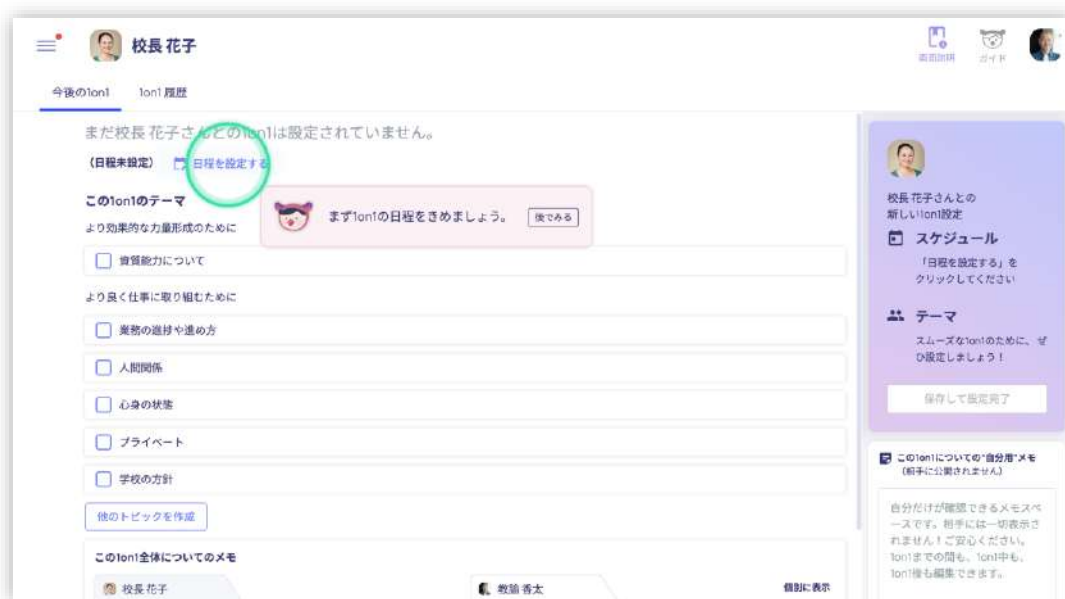 校長 花子
画面説明
ガイド
今後の1on1
1on1 履歴
まだ校長 花子さんとの1on1は設定されていません。
(日程未設定)
日程を設定する
まず1on1の日程をきめましょう。
後でみる
この1on1のテーマ
より効果的な力量形成のために
資質能力について
より良く仕事に取り組むために
業務の進捗や進め方
人間関係
心身の状態
プライベート
学校の方針
他のトピックを作成
この1on1全体についてのメモ
校長 花子
教頭 香太
個別に表示
校長 花子さんとの
新しい1on1設定
スケジュール
「日程を設定する」を
クリックしてください
テーマ
スムーズな1on1のために、ぜ
ひ設定しましょう!
保存して設定完了
この1on1についての"自分用"メモ
(相手に公開されません)
自分だけが確認できるメモスペ
ースです。相手には一切表示さ
れません!ご安心ください。
1on1までの間も、1on1中も、
1on1後も編集できます。